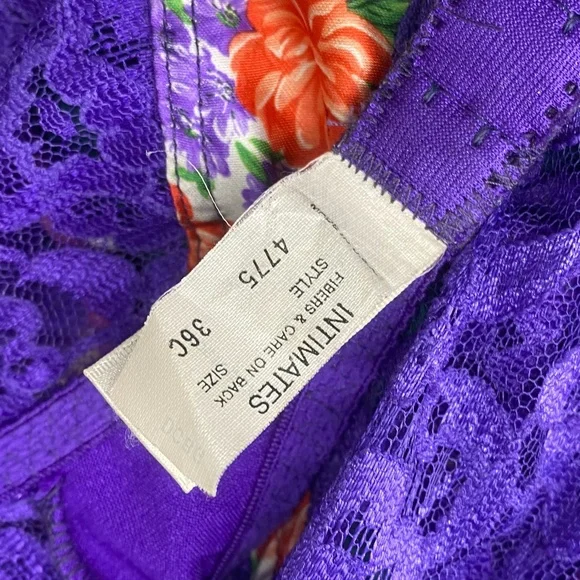 INTIMATES
FIBERS & CARE ON BACK
STYLE SIZE
4775 36C